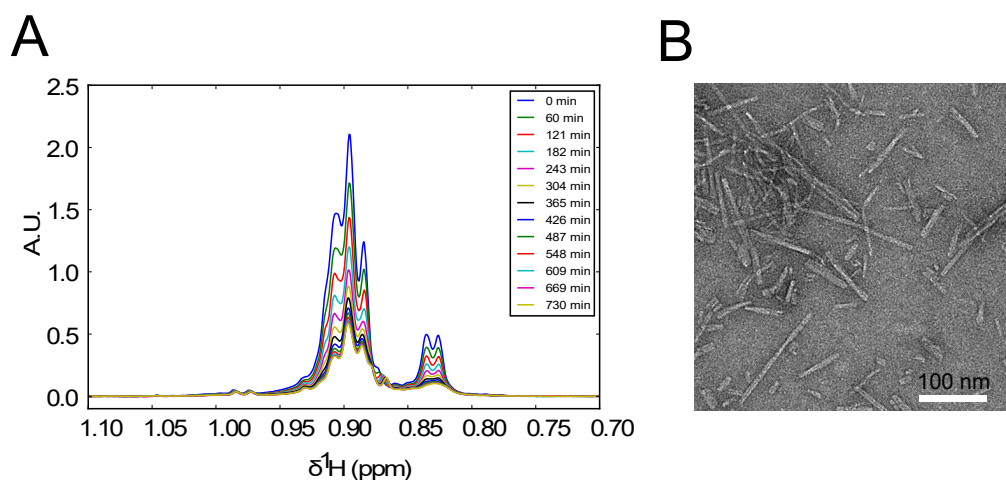 A
B
2.5
2.0
1.5
1.0
0.5
0.0
A.U.
0 min
60 min
121 min
182 min
243 min
304 min
365 min
426 min
487 min
548 min
609 min
669 min
730 min
1.10 1.05 1.00 0.95 0.90 0.85 0.80 0.75 0.70
δ¹H (ppm)
100 nm